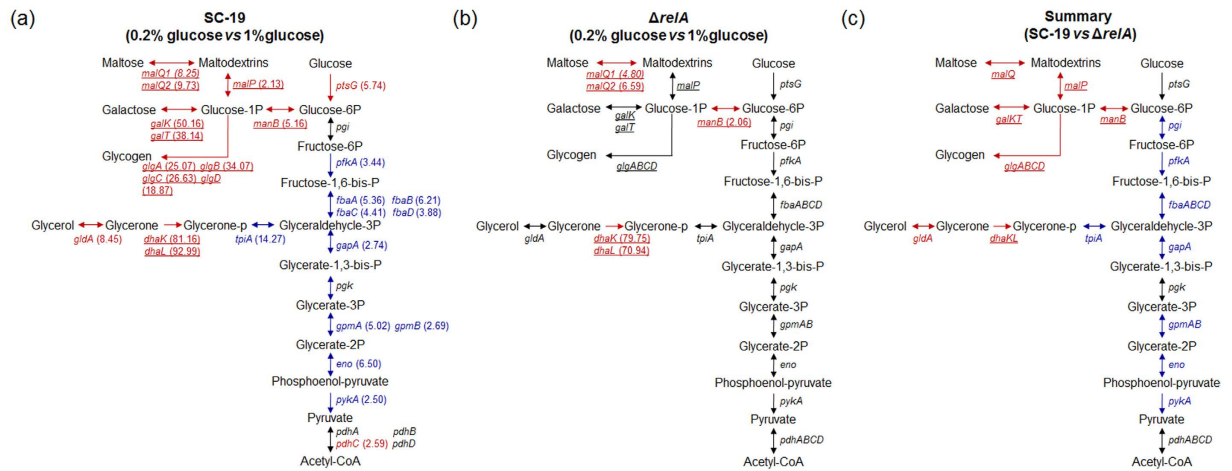 (a)
SC-19
(0.2% glucose vs 1%glucose)
Maltose
malQ1 (8.25)
malQ2 (9.73)
Maltodextrins
malP (2.13)
Glucose
ptsG (5.74)
Galactose
galK (50.16)
galT (38.14)
Glucose-1P
manB (5.16)
Glucose-6P
pgi
Glycogen
glgA (25.07) glgB (34.07)
glgC (26.63) glgD
(18.87)
Fructose-6P
pfkA (3.44)
Fructose-1,6-bis-P
fbaA (5.36) fbaB (6.21)
fbaC (4.41) fbaD (3.88)
Glycerol
gldA (8.45)
Glycerone
dhaK (81.16)
dhaL (92.99)
Glycerone-p
tpiA (14.27)
Glyceraldehdycle-3P
gapA (2.74)
Glycerate-1,3-bis-P
pgk
Glycerate-3P
gpmA (5.02) gpmB (2.69)
Glycerate-2P
eno (6.50)
Phosphoenol-pyruvate
pykA (2.50)
Pyruvate
pdhA pdhB
pdhC (2.59) pdhD
Acetyl-CoA
(b)
ΔrelA
(0.2% glucose vs 1%glucose)
Maltose
malQ1 (4.80)
malQ2 (6.59)
Maltodextrins
malP
Glucose
ptsG
Galactose
galK
galT
Glucose-1P
manB (2.06)
Glucose-6P
pgi
Glycogen
glgABCD
Fructose-6P
pfkA
Fructose-1,6-bis-P
fbaABCD
Glycerol
gldA
Glycerone
dhaK (79.75)
dhaL (70.94)
Glycerone-p
tpiA
Glyceraldehdycle-3P
gapA
Glycerate-1,3-bis-P
pgk
Glycerate-3P
gpmAB
Glycerate-2P
eno
Phosphoenol-pyruvate
pykA
Pyruvate
pdhABCD
Acetyl-CoA
(c)
Summary
(SC-19 vs ΔrelA)
Maltose
malQ
Maltodextrins
malP
Glucose
ptsG
Galactose
galKT
Glucose-1P
manB
Glucose-6P
pgi
Glycogen
glgABCD
Fructose-6P
pfkA
Fructose-1,6-bis-P
fbaABCD
Glycerol
gldA
Glycerone
dhaKL
Glycerone-p
tpiA
Glyceraldehdycle-3P
gapA
Glycerate-1,3-bis-P
pgk
Glycerate-3P
gpmAB
Glycerate-2P
eno
Phosphoenol-pyruvate
pykA
Pyruvate
pdhABCD
Acetyl-CoA